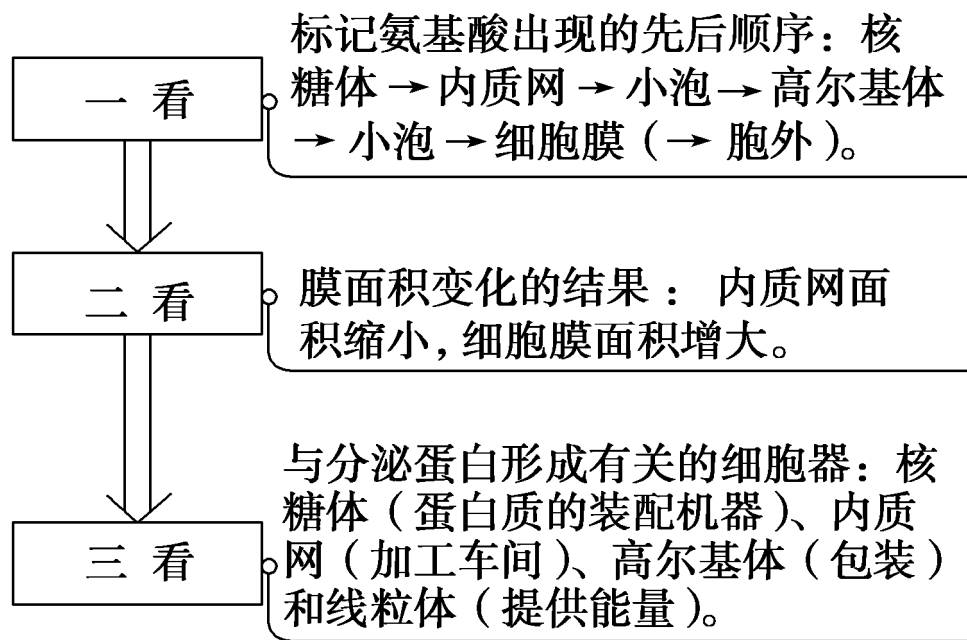 标记氨基酸出现的先后顺序：核
一看
糖体→内质网→小泡→高尔基体
→小泡→细胞膜（→胞外）。
二看
膜面积变化的结果：内质网面
积缩小，细胞膜面积增大。
与分泌蛋白形成有关的细胞器：核
糖体（蛋白质的装配机器）、内质
三看
网（加工车间）、高尔基体（包装）
和线粒体（提供能量）。